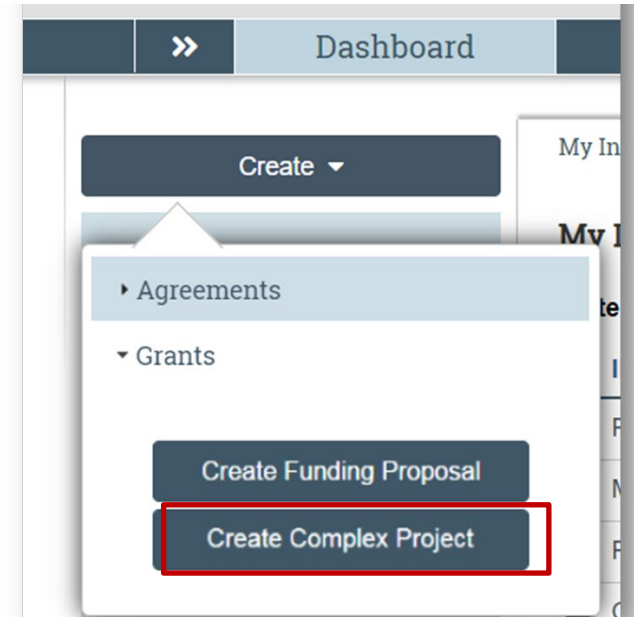 Dashboard
Create
My In
My I
Agreements
Grants
Create Funding Proposal
Create Complex Project